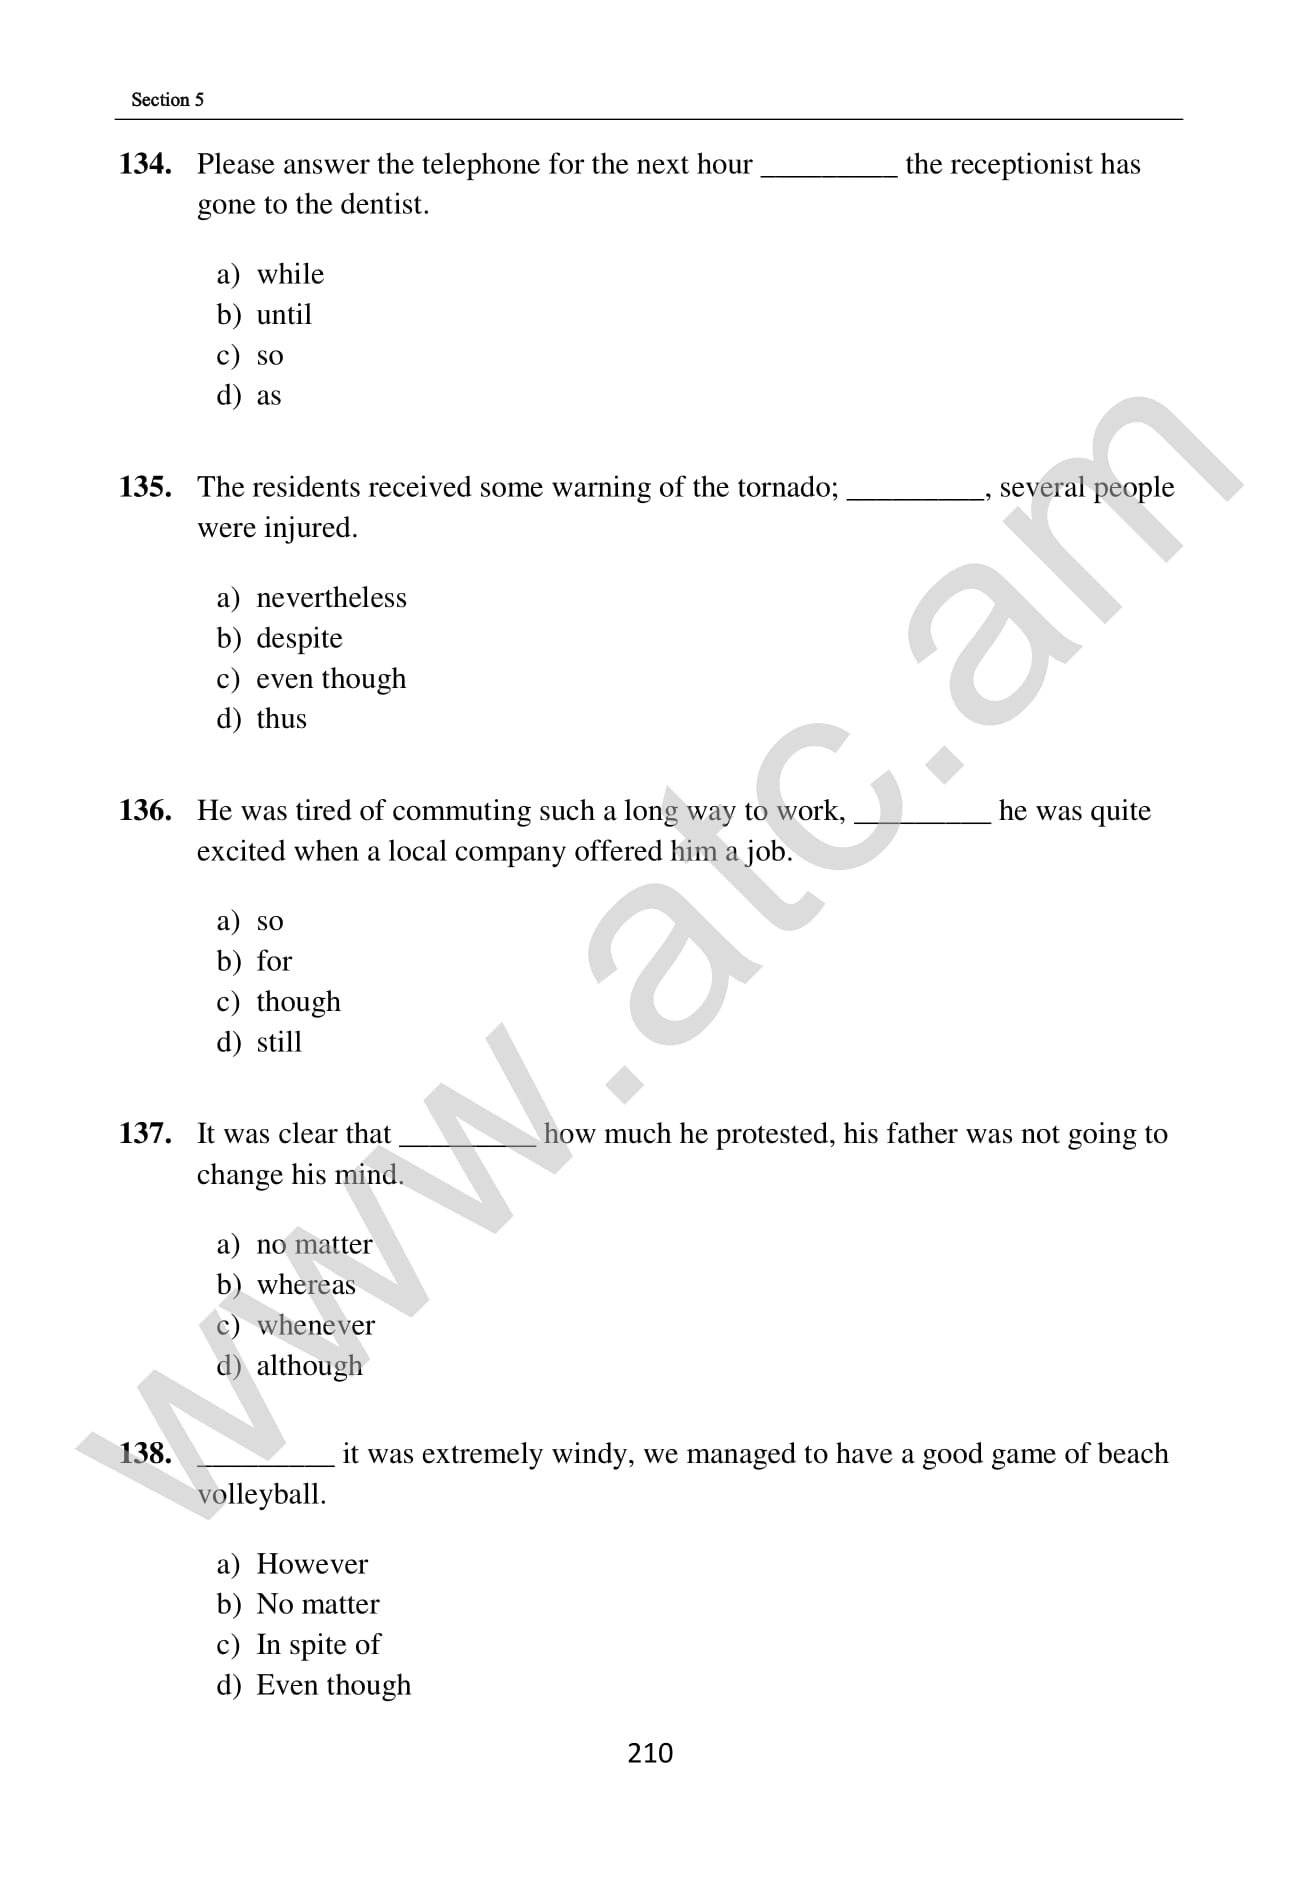 Section 5
134. Please answer the telephone for the next hour _________ the receptionist has
gone to the dentist.
a) while
b) until
c) so
d) as
135. The residents received some warning of the tornado; _________, several people
were injured.
a) nevertheless
b) despite
c) even though
d) thus
136. He was tired of commuting such a long way to work, _________ he was quite
excited when a local company offered him a job.
a) so
b) for
c) though
d) still
137. It was clear that _________ how much he protested, his father was not going to
change his mind.
a) no matter
b) whereas
c) whenever
d) although
138. _________ it was extremely windy, we managed to have a good game of beach
volleyball.
a) However
b) No matter
c) In spite of
d) Even though
210
www.atc.am